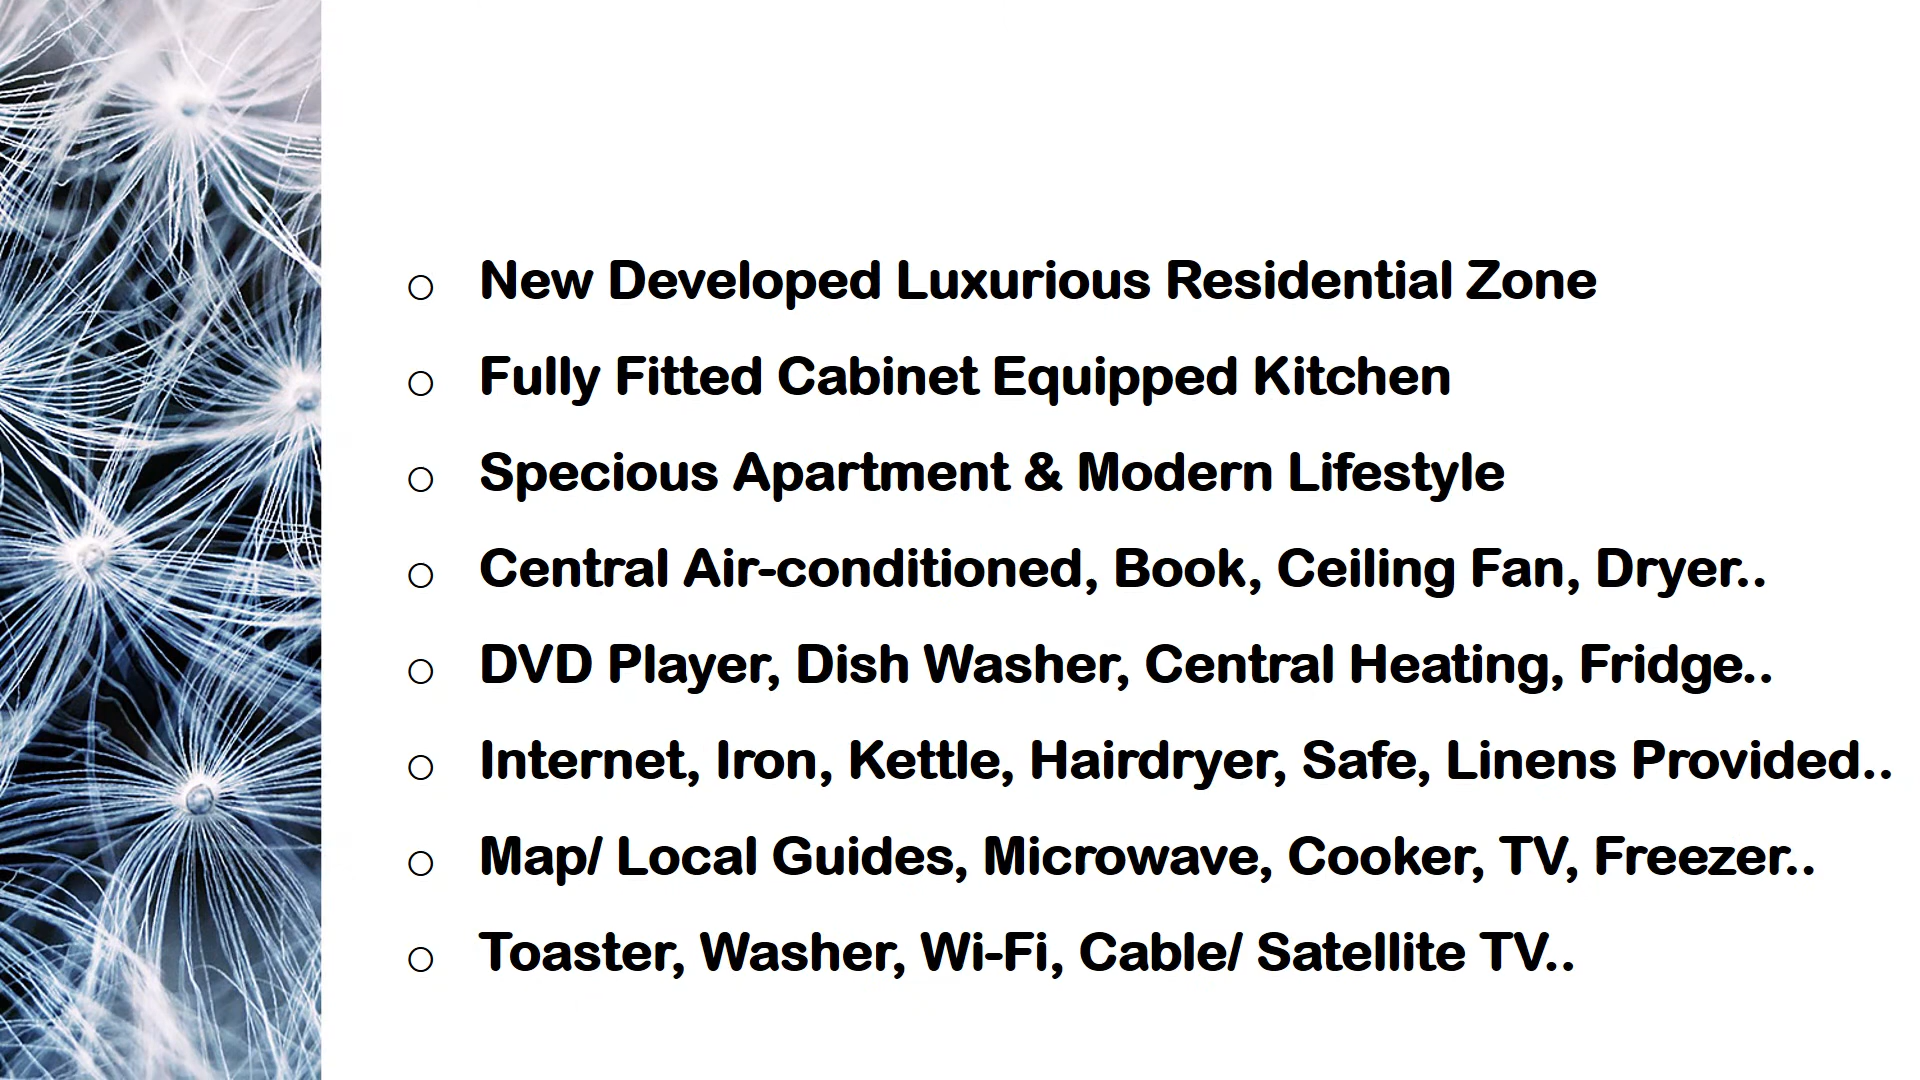 New Developed Luxurious Residential Zone
Fully Fitted Cabinet Equipped Kitchen
Specious Apartment & Modern Lifestyle
Central Air-conditioned, Book, Ceiling Fan, Dryer..
DVD Player, Dish Washer, Central Heating, Fridge..
Internet, Iron, Kettle, Hairdryer, Safe, Linens Provided..
Map/ Local Guides, Microwave, Cooker, TV, Freezer..
Toaster, Washer, Wi-Fi, Cable/ Satellite TV..